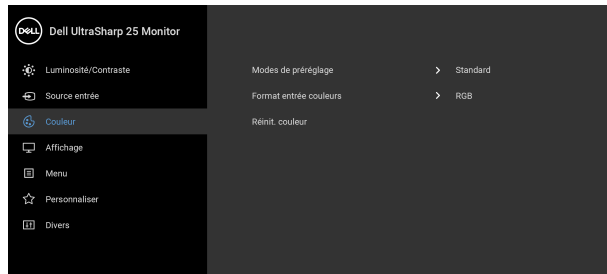 DELL Dell UltraSharp 25 Monitor
Luminosité/Contraste
Source entrée
Couleur
Affichage
Menu
Personnaliser
Divers
Modes de préréglage Standard
Format entrée couleurs RGB
Réinit. couleur